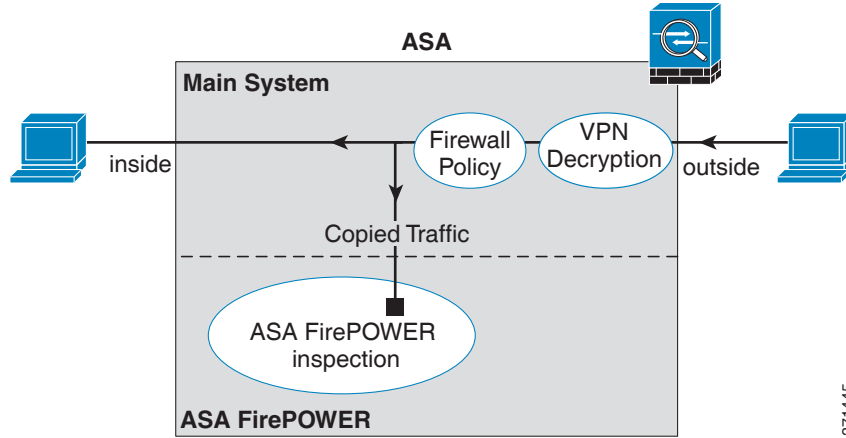 ASA
Main System
Firewall
Policy
VPN
Decryption
inside
outside
Copied Traffic
ASA FirePOWER
inspection
ASA FirePOWER